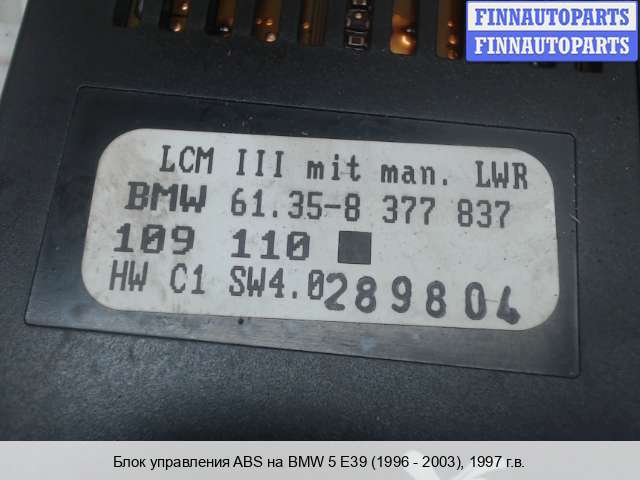 FINNAUTOPARTS
FINNAUTOPARTS
LCM III mit man. LWR
BMW 61.35-8 377 837
109 110
HW C1 SW4.0 289804
Блок управления ABS на BMW 5 E39 (1996 - 2003), 1997 г.в.